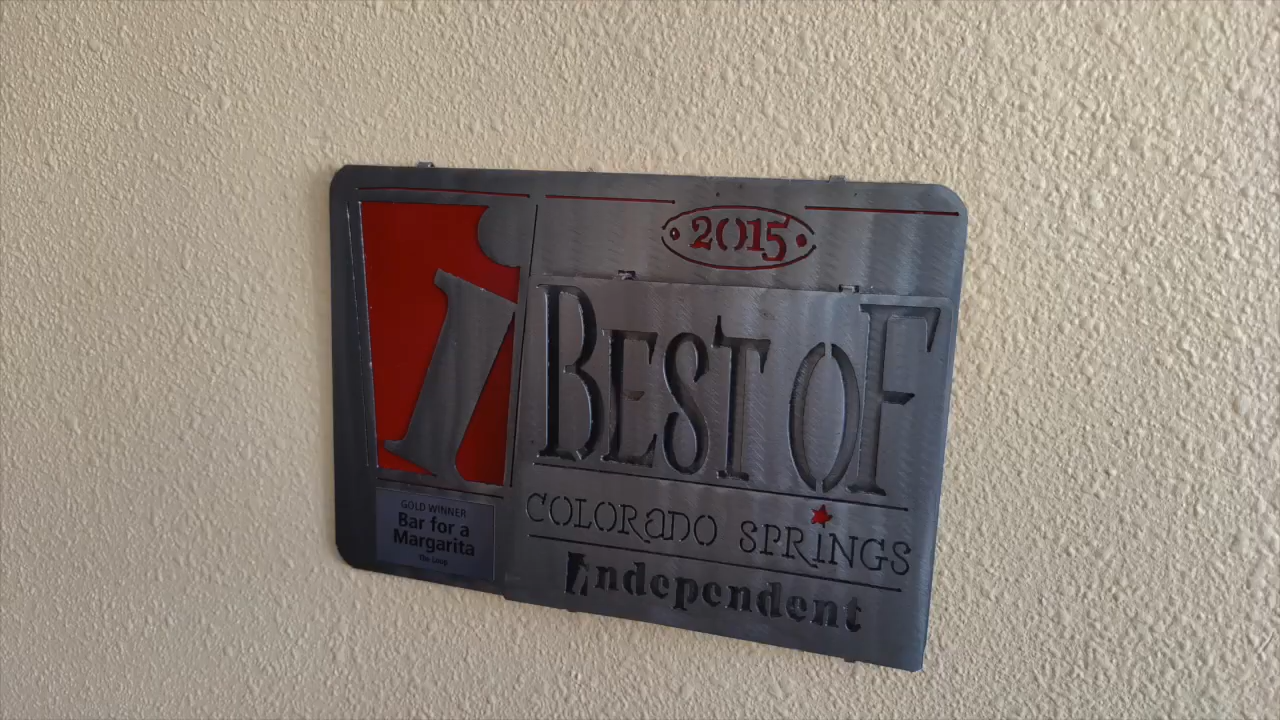 2015
i
BEST OF
COLORADO SPRINGS
Independent
GOLD WINNER
Bar for a
Margarita
The Loop